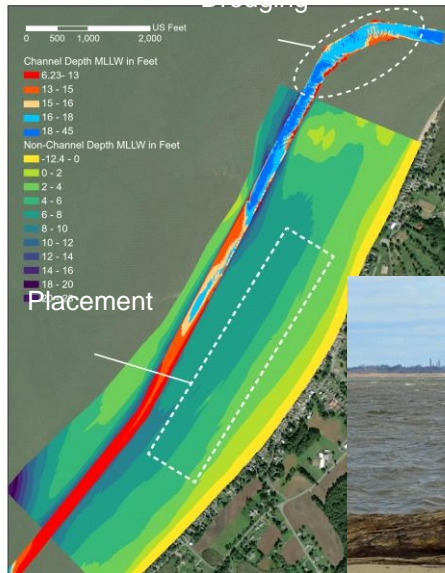 Dredging
US Feet
0 500 1,000 2,000
Channel Depth MLLW in Feet
6.23- 13
13 - 15
15 - 16
16 - 18
18 - 45
Non-Channel Depth MLLW in Feet
-12.4 - 0
0 - 2
2 - 4
4 - 6
6 - 8
8 - 10
10 - 12
12 - 14
14 - 16
16 - 18
18 - 20
Placement